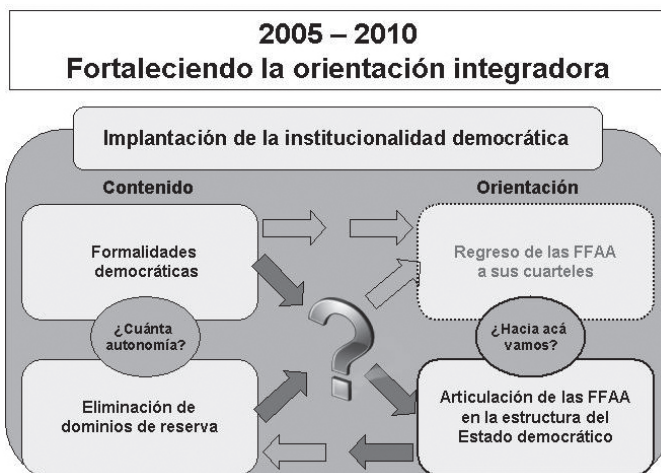 2005 – 2010
Fortaleciendo la orientación integradora
Implantación de la institucionalidad democrática
Contenido
Orientación
Formalidades
democráticas
Regreso de las FFAA
a sus cuarteles
¿Cuánta
autonomía?
?
¿Hacia acá
vamos?
Eliminación de
dominios de reserva
Articulación de las FFAA
en la estructura del
Estado democrático